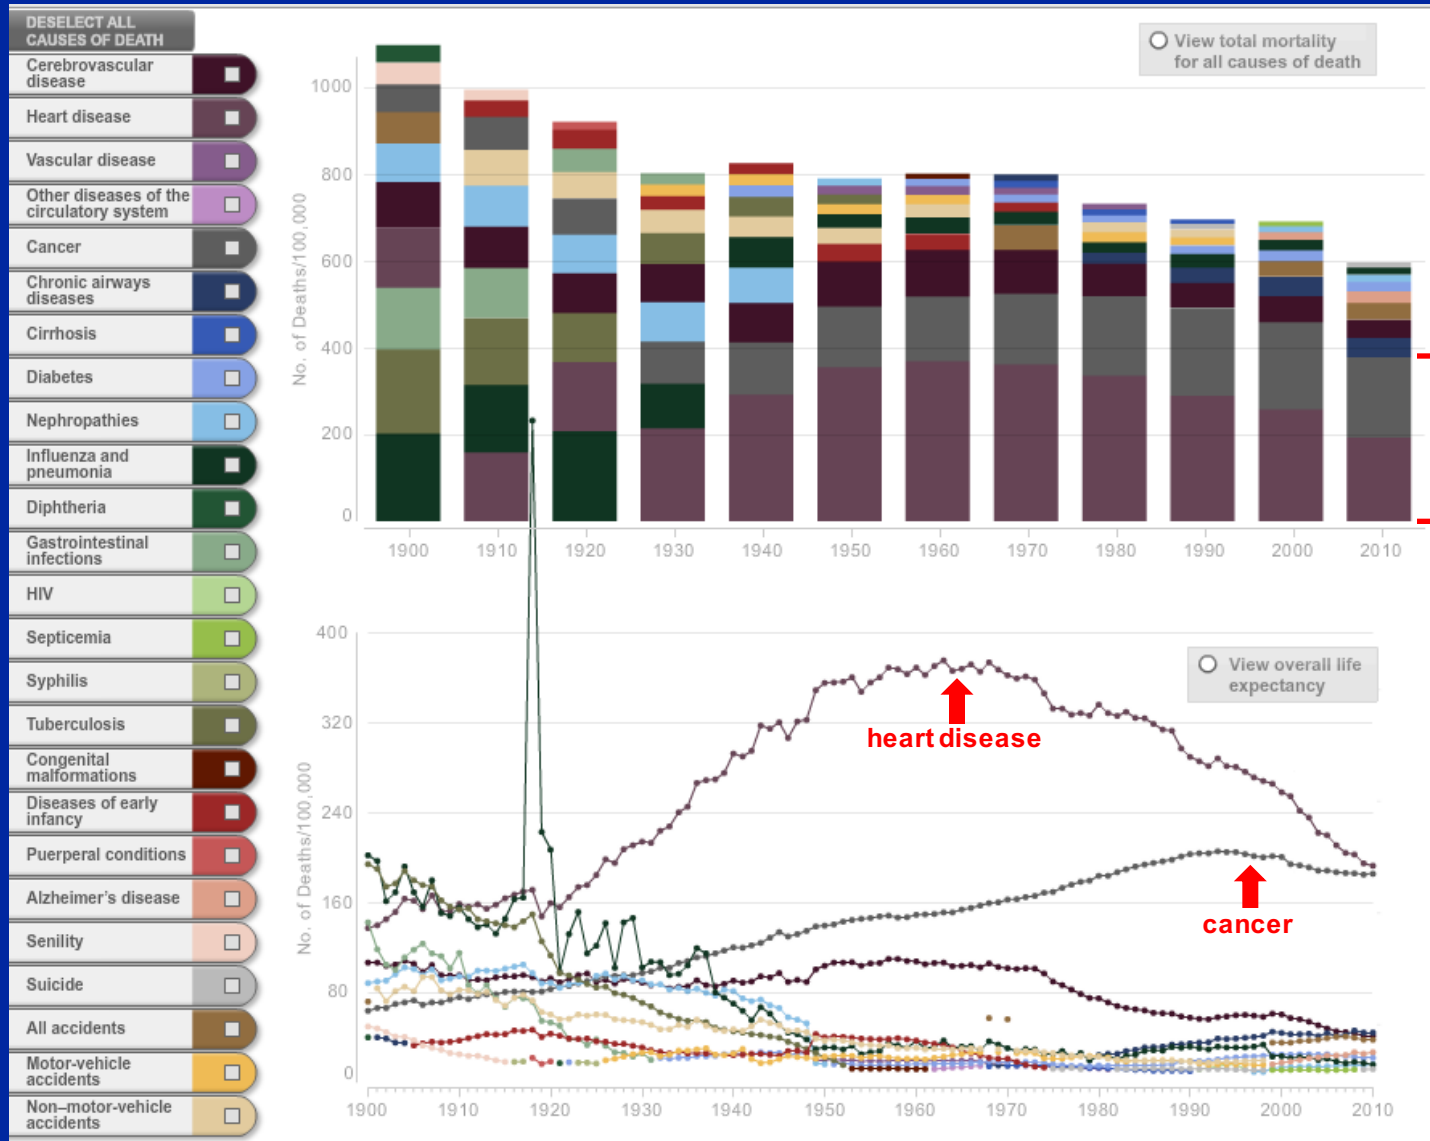 DESELECT ALL
CAUSES OF DEATH
Cerebrovascular
disease
Heart disease
Vascular disease
Other diseases of the
circulatory system
Cancer
Chronic airways
diseases
Cirrhosis
Diabetes
Nephropathies
Influenza and
pneumonia
Diphtheria
Gastrointestinal
infections
HIV
Septicemia
Syphilis
Tuberculosis
Congenital
malformations
Diseases of early
infancy
Puerperal conditions
Alzheimer's disease
Senility
Suicide
All accidents
Motor-vehicle
accidents
Non–motor-vehicle
accidents
View total mortality
for all causes of death
No. of Deaths/100,000
1000
800
600
400
200
0
1900 1910 1920 1930 1940 1950 1960 1970 1980 1990 2000 2010
View overall life
expectancy
No. of Deaths/100,000
400
320
240
160
80
0
heart disease
cancer
1900 1910 1920 1930 1940 1950 1960 1970 1980 1990 2000 2010